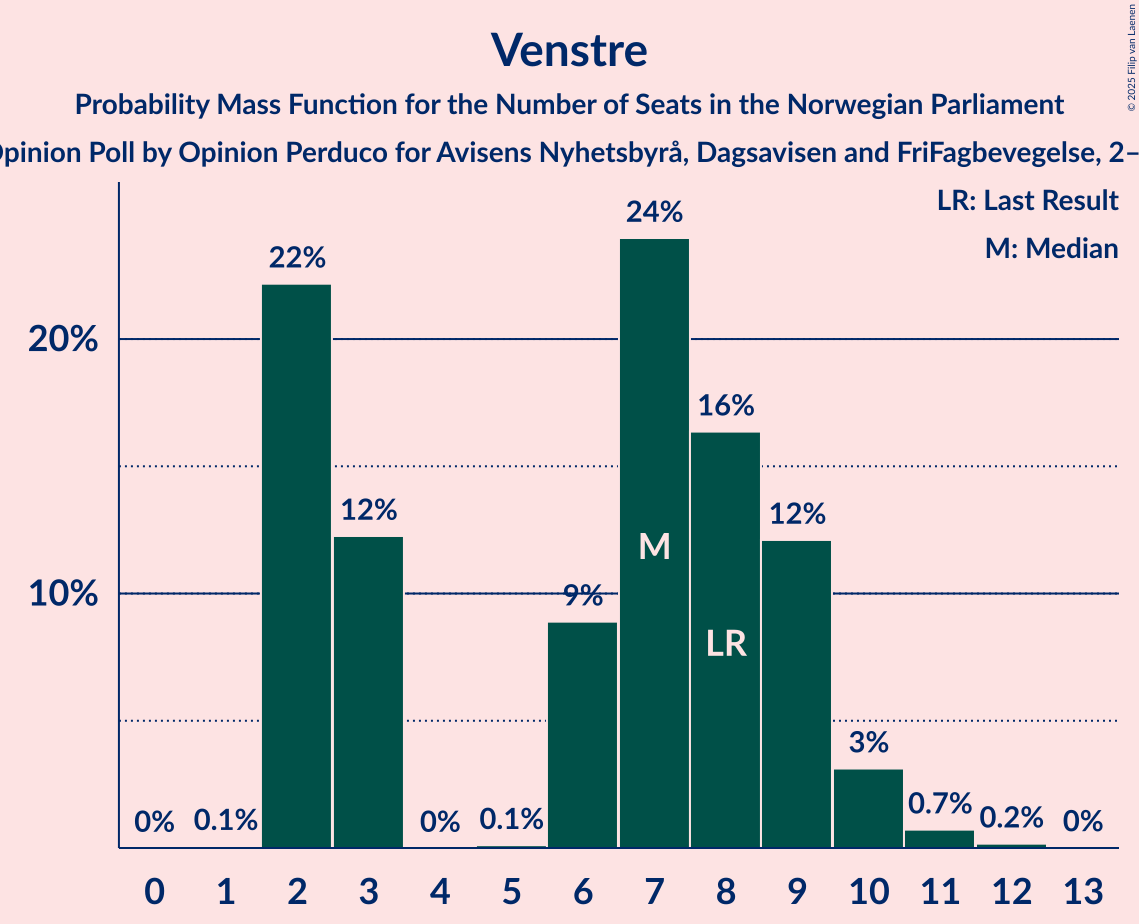 © 2025 Filip van Laenen
Venstre
Probability Mass Function for the Number of Seats in the Norwegian Parliament
Opinion Poll by Opinion Perduco for Avisens Nyhetsbyrå, Dagsavisen and FriFagbevegelse, 2–
LR: Last Result
M: Median
24%
22%
20%
16%
12%
12%
M
10%
9%
LR
3%
0%
0.1%
0%
0.1%
0.7%
0.2%
0%
0 1 2 3 4 5 6 7 8 9 10 11 12 13